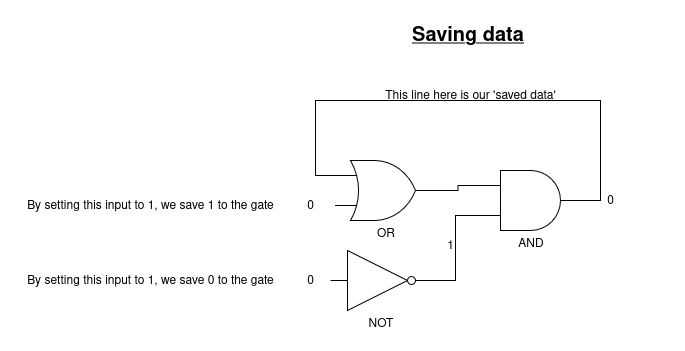 Saving data
This line here is our 'saved data'
By setting this input to 1, we save 1 to the gate
0
0
OR
AND
1
By setting this input to 1, we save 0 to the gate
0
NOT